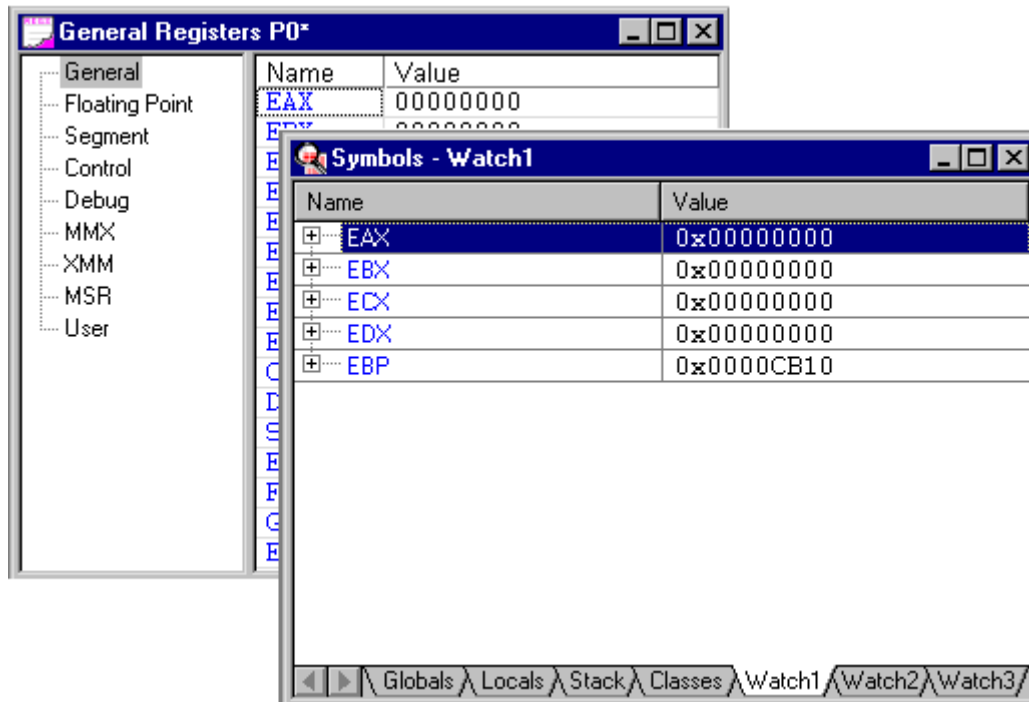 General Registers P0*
General
Floating Point
Segment
Control
Debug
MMX
XMM
MSR
User
Name Value
EAX 00000000
Symbols - Watch1
Name Value
EAX 0x00000000
EBX 0x00000000
ECX 0x00000000
EDX 0x00000000
EBP 0x0000CB10
Globals Locals Stack Classes Watch1 Watch2 Watch3